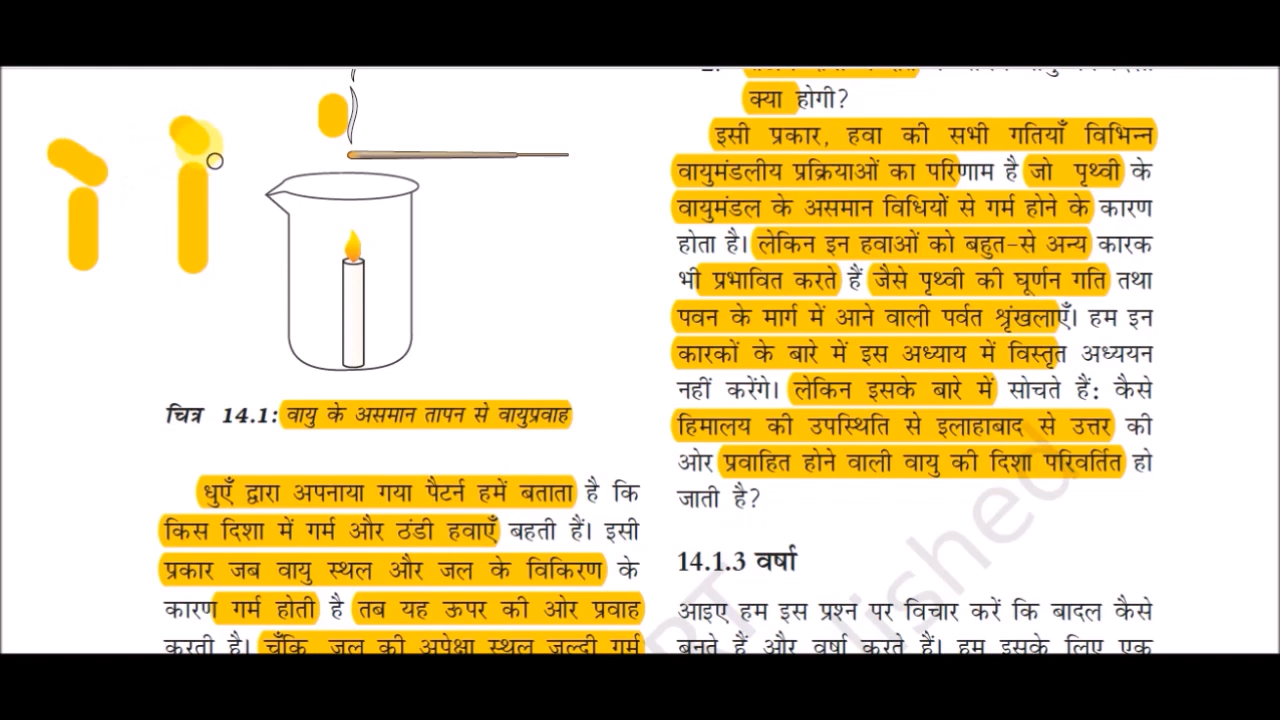 चित्र 14.1: वायु के असमान तापन से वायुप्रवाह
धुएँ द्वारा अपनाया गया पैटर्न हमें बताता है कि
किस दिशा में गर्म और ठंडी हवाएँ बहती हैं। इसी
प्रकार जब वायु स्थल और जल के विकिरण के
कारण गर्म होती है तब यह ऊपर की ओर प्रवाह
करती है। चूँकि जल की अपेक्षा स्थल जल्दी गर्म
क्या होगी?
इसी प्रकार, हवा की सभी गतियाँ विभिन्न
वायुमंडलीय प्रक्रियाओं का परिणाम है जो पृथ्वी के
वायुमंडल के असमान विधियों से गर्म होने के कारण
होता है। लेकिन इन हवाओं को बहुत-से अन्य कारक
भी प्रभावित करते हैं जैसे पृथ्वी की घूर्णन गति तथा
पवन के मार्ग में आने वाली पर्वत श्रृंखलाएँ। हम इन
कारकों के बारे में इस अध्याय में विस्तृत अध्ययन
नहीं करेंगे। लेकिन इसके बारे में सोचते हैं: कैसे
हिमालय की उपस्थिति से इलाहाबाद से उत्तर की
ओर प्रवाहित होने वाली वायु की दिशा परिवर्तित हो
जाती है?
14.1.3 वर्षा
आइए हम इस प्रश्न पर विचार करें कि बादल कैसे
बनते हैं और वर्षा करते हैं। हम इसके लिए एक